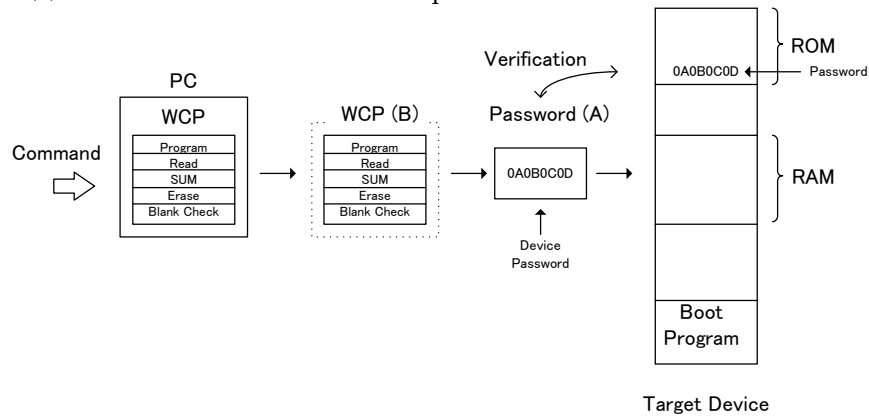 PC
WCP
Command
Program
Read
SUM
Erase
Blank Check
WCP (B)
Program
Read
SUM
Erase
Blank Check
Verification
Password (A)
0A0B0C0D
Device
Password
0A0B0C0D
Password
ROM
RAM
Boot
Program
Target Device